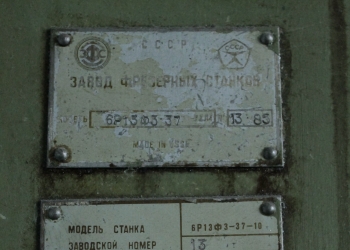 СССР
ЗАВОД ФРЕЗЕРНЫХ СТАНКОВ
6Р13Ф3-37 13 85
MADE IN USSR
МОДЕЛЬ СТАНКА 6Р13Ф3-37-10
ЗАВОДСКОЙ НОМЕР 13